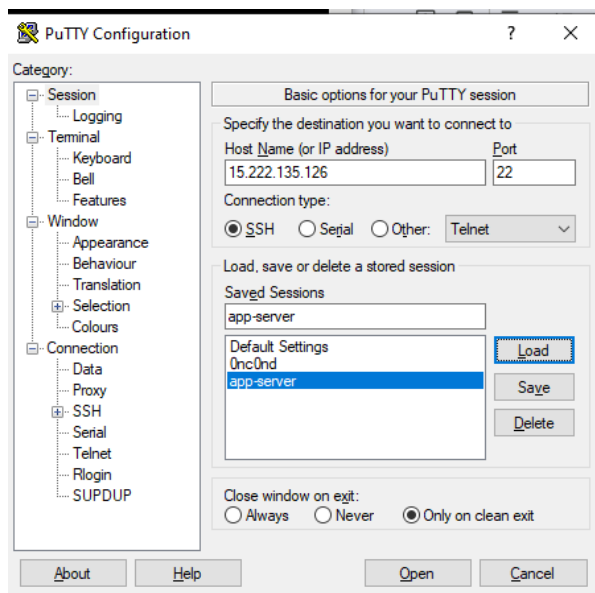 PuTTY Configuration
?
Category:
Session
Logging
Terminal
Keyboard
Bell
Features
Window
Appearance
Behaviour
Translation
Selection
Colours
Connection
Data
Proxy
SSH
Serial
Telnet
Rlogin
SUPDUP
Basic options for your PuTTY session
Specify the destination you want to connect to
Host Name (or IP address) Port
15.222.135.126 22
Connection type:
SSH Serial Other: Telnet
Load, save or delete a stored session
Saved Sessions
app-server
Default Settings
0nc0nd
app-server
Load
Save
Delete
Close window on exit:
Always Never Only on clean exit
About Help Open Cancel